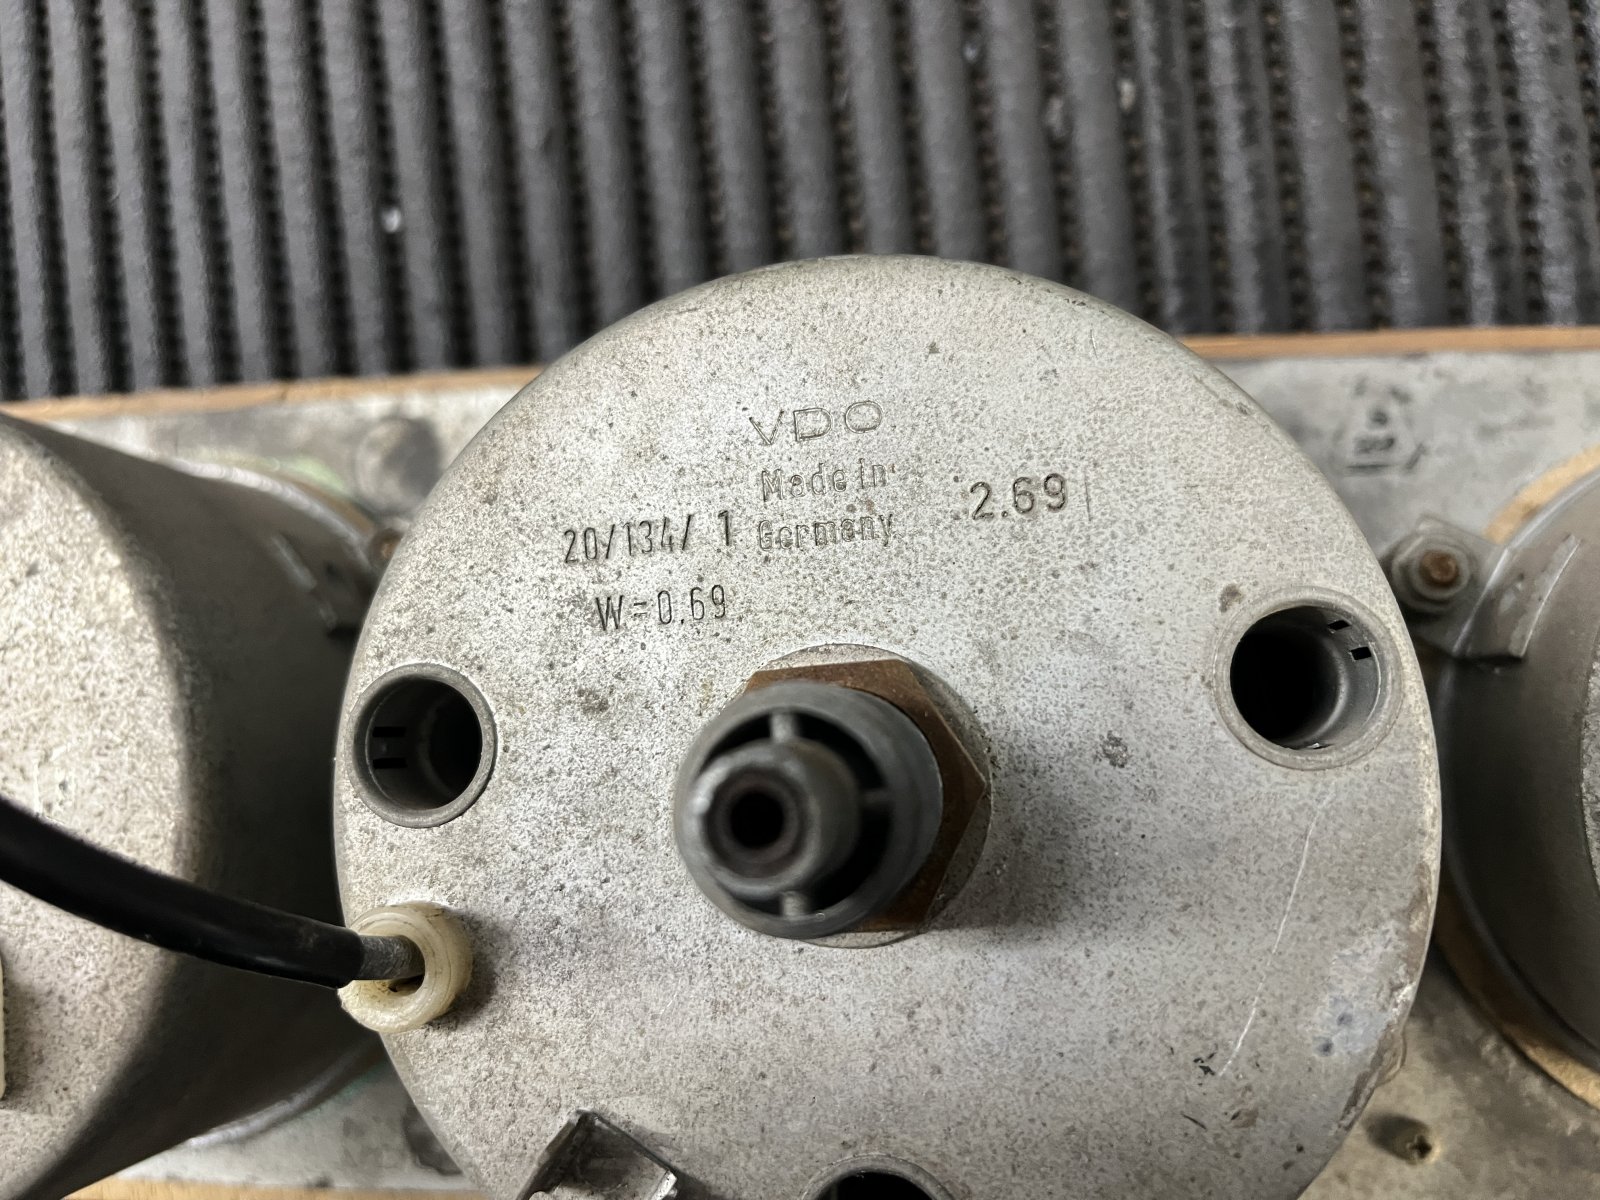 VDO
Made in
Germany
20/134/ 1
W=0.69
2.69